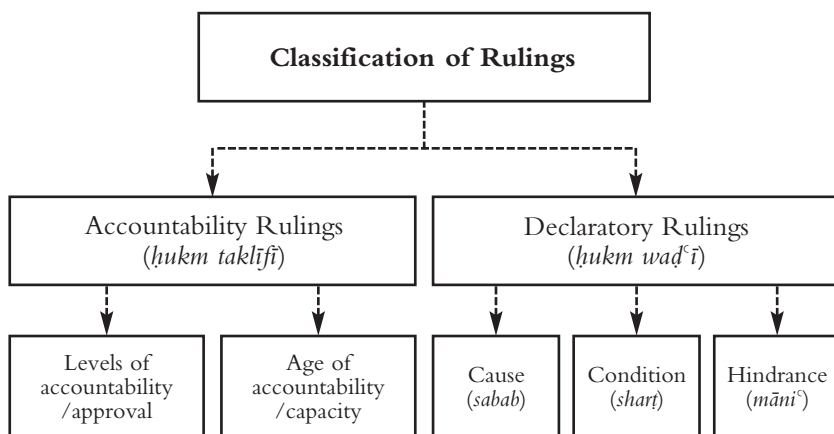 Classification of Rulings
Accountability Rulings
(ḥukm taklīfī)
Declaratory Rulings
(ḥukm waḍʿī)
Levels of
accountability
/approval
Age of
accountability
/capacity
Cause
(sabab)
Condition
(sharṭ)
Hindrance
(māniʿ)